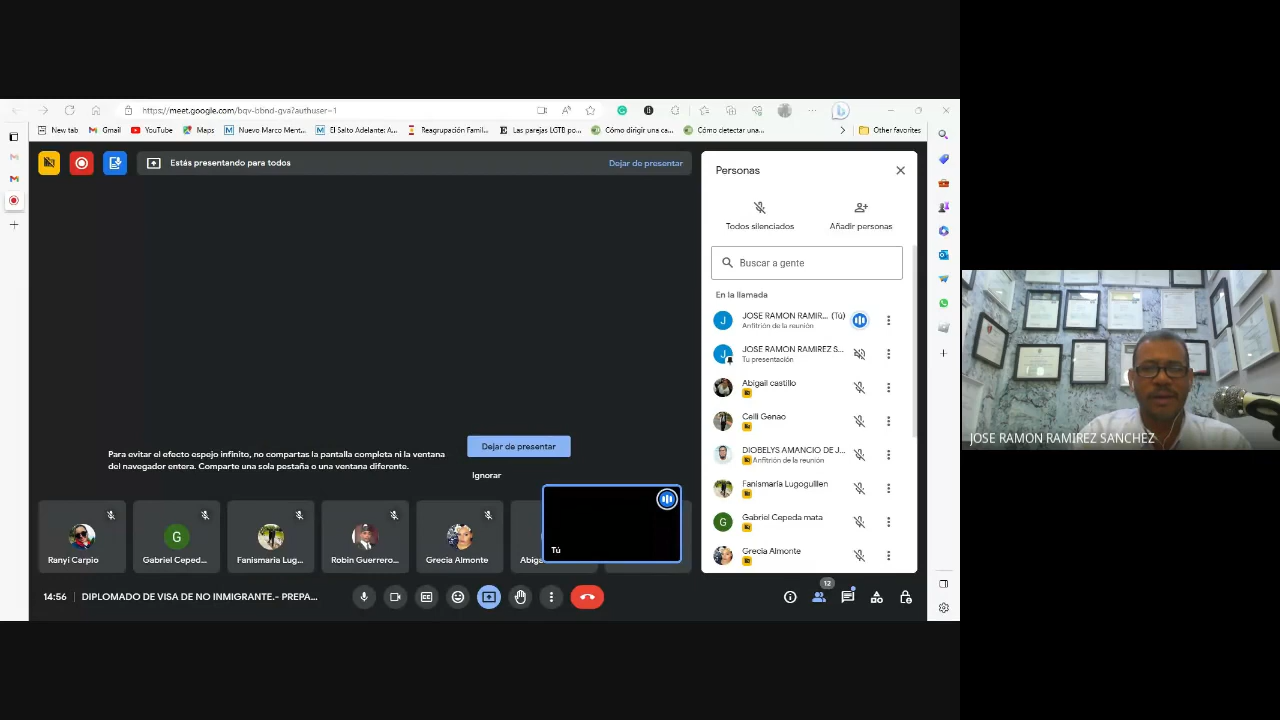 https://meet.google.com/bqv-bbnd-gva?authuser=1
New tab
Gmail
YouTube
Maps
Nuevo Marco Ment...
El Salto Adelante: A...
Reagrupación Famil...
Las parejas LGTB po...
Cómo dirigir una ca...
Cómo detectar una...
Other favorites
Estás presentando para todos
Dejar de presentar
Personas
Todos silenciados
Añadir personas
Buscar a gente
En la llamada
JOSE RAMON RAMIR... (Tú)
Anfitrión de la reunión
JOSE RAMON RAMIREZ S...
Tu presentación
Abigail castillo
Celli Genao
DIOBELYS AMANCIO DE J...
Anfitrión de la reunión
Fanismaria Lugoguillen
G Gabriel Cepeda mata
Grecia Almonte
Para evitar el efecto espejo infinito, no compartas la pantalla completa ni la ventana
del navegador entera. Comparte una sola pestaña o una ventana diferente.
Dejar de presentar
Ignorar
G
Ranyi Carpio
Gabriel Ceped...
Fanismaria Lug...
Robin Guerrero...
Grecia Almonte
Abiga
Tú
14:56
DIPLOMADO DE VISA DE NO INMIGRANTE.- PREPA...
12
JOSE RAMON RAMIREZ SANCHEZ